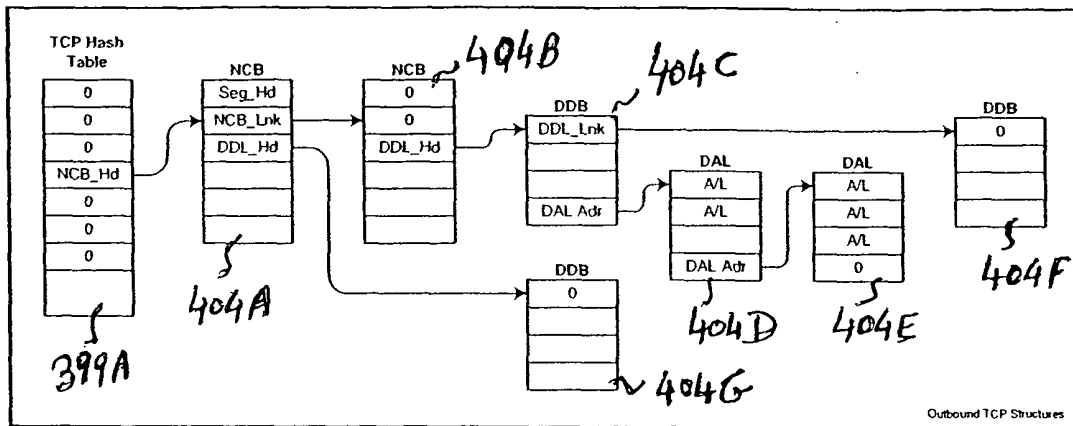 TCP Hash
Table
0
0
0
NCB_Hd
0
0
0
399A
NCB
Seg_Hd
NCB_Lnk
DDL_Hd
404A
NCB
0
0
DDL_Hd
404B
DDB
DDL_Lnk
DAL Adr
404C
DAL
A/L
A/L
DAL Adr
404D
DAL
A/L
A/L
A/L
0
404E
DDB
0
404F
DDB
0
404G
Outbound TCP Structures